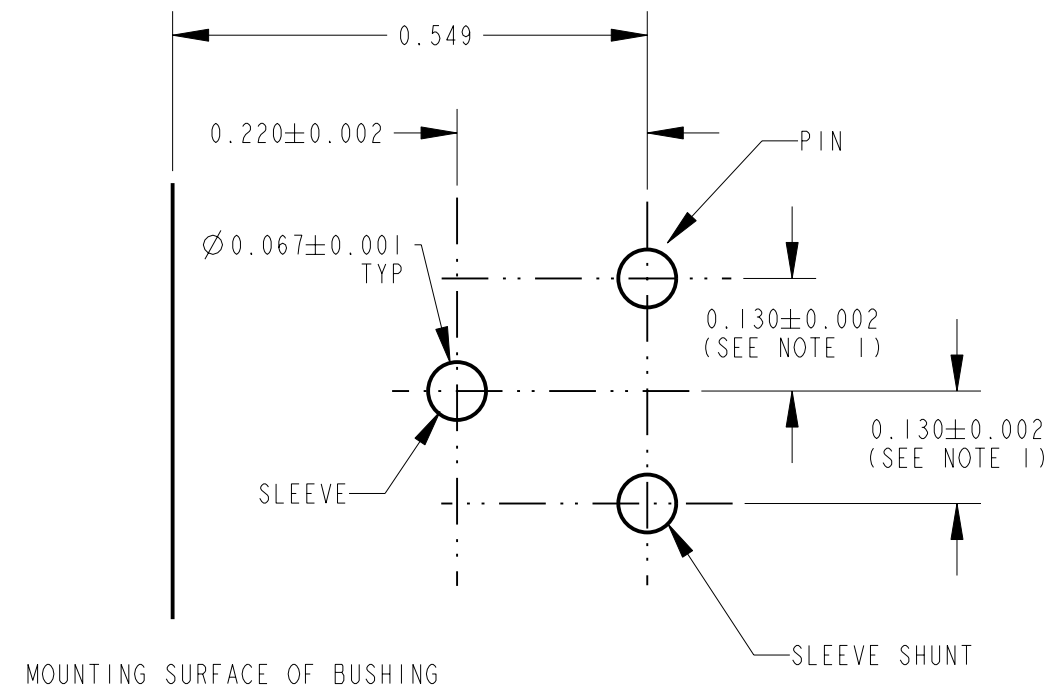 0.549
0.220±0.002
PIN
Ø0.067±0.001
TYP
0.130±0.002
(SEE NOTE 1)
0.130±0.002
(SEE NOTE 1)
SLEEVE
SLEEVE SHUNT
MOUNTING SURFACE OF BUSHING